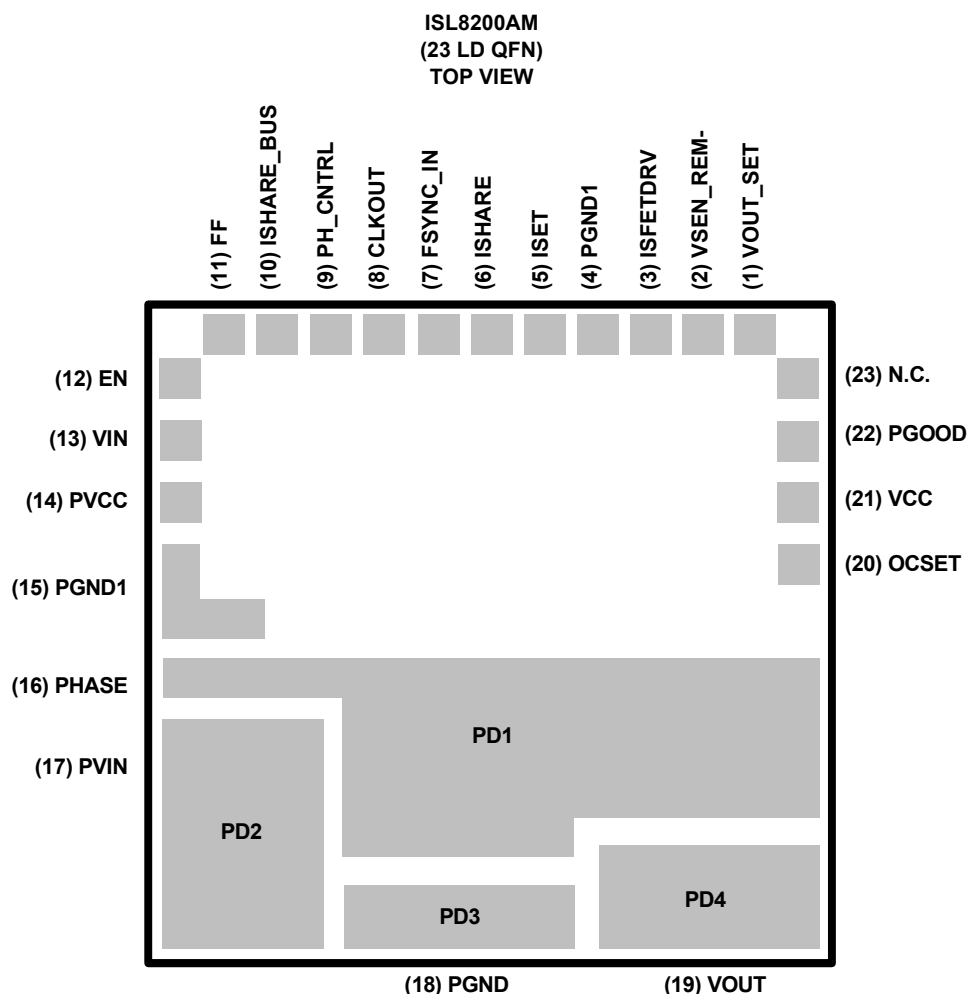 ISL8200AM
(23 LD QFN)
TOP VIEW
(11) FF
(10) ISHARE_BUS
(9) PH_CNTRL
(8) CLKOUT
(7) FSYNC_IN
(6) ISHARE
(5) ISET
(4) PGND1
(3) ISFETDRV
(2) VSEN_REM-
(1) VOUT_SET
(12) EN
(23) N.C.
(13) VIN
(22) PGOOD
(14) PVCC
(21) VCC
(15) PGND1
(20) OCSET
(16) PHASE
PD1
(17) PVIN
PD2
PD3
PD4
(18) PGND
(19) VOUT